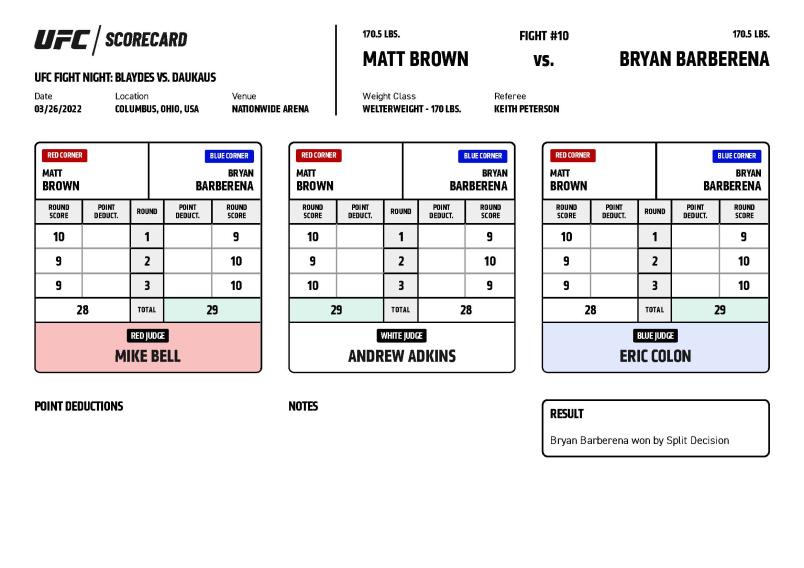 UFC / SCORECARD
UFC FIGHT NIGHT: BLAYDES VS. DAUKAUS
Date Location Venue
03/26/2022 COLUMBUS, OHIO, USA NATIONWIDE ARENA
170.5 LBS. FIGHT #10 170.5 LBS.
MATT BROWN VS. BRYAN BARBERENA
Weight Class Referee
WELTERWEIGHT - 170 LBS. KEITH PETERSON
RED CORNER BLUE CORNER
MATT BRYAN
BROWN BARBERENA
ROUND POINT ROUND POINT ROUND
SCORE DEDUCT. DEDUCT. SCORE
10 1 9
9 2 10
9 3 10
28 TOTAL 29
RED JUDGE
MIKE BELL
RED CORNER BLUE CORNER
MATT BRYAN
BROWN BARBERENA
ROUND POINT ROUND POINT ROUND
SCORE DEDUCT. DEDUCT. SCORE
10 1 9
9 2 10
10 3 9
29 TOTAL 28
WHITE JUDGE
ANDREW ADKINS
RED CORNER BLUE CORNER
MATT BRYAN
BROWN BARBERENA
ROUND POINT ROUND POINT ROUND
SCORE DEDUCT. DEDUCT. SCORE
10 1 9
9 2 10
9 3 10
28 TOTAL 29
BLUE JUDGE
ERIC COLON
POINT DEDUCTIONS
NOTES
RESULT
Bryan Barberena won by Split Decision